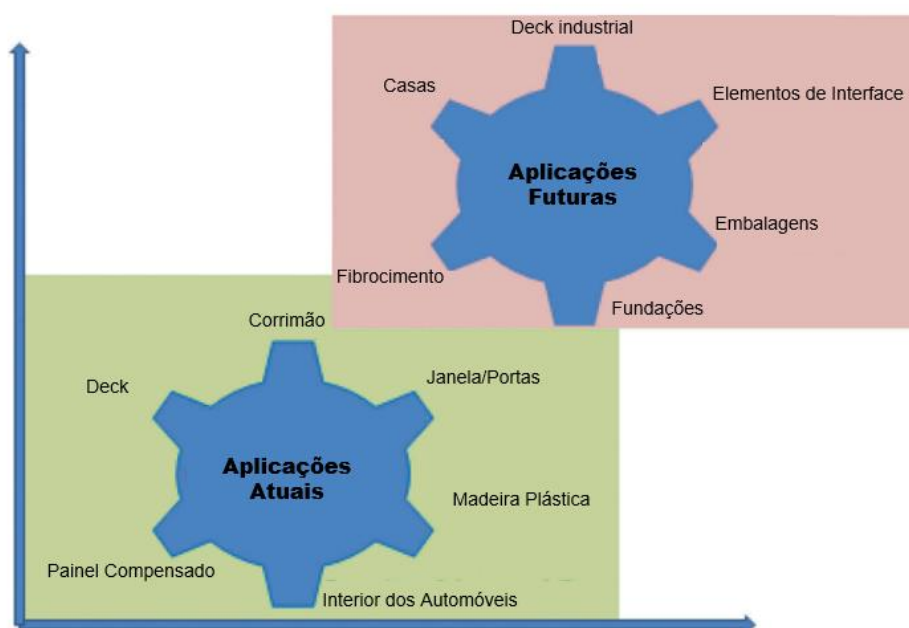 Deck industrial
Casas
Elementos de Interface
Aplicações
Futuras
Embalagens
Fibrocimento
Fundações
Corrimão
Janela/Portas
Deck
Aplicações
Atuais
Madeira Plástica
Painel Compensado
Interior dos Automóveis